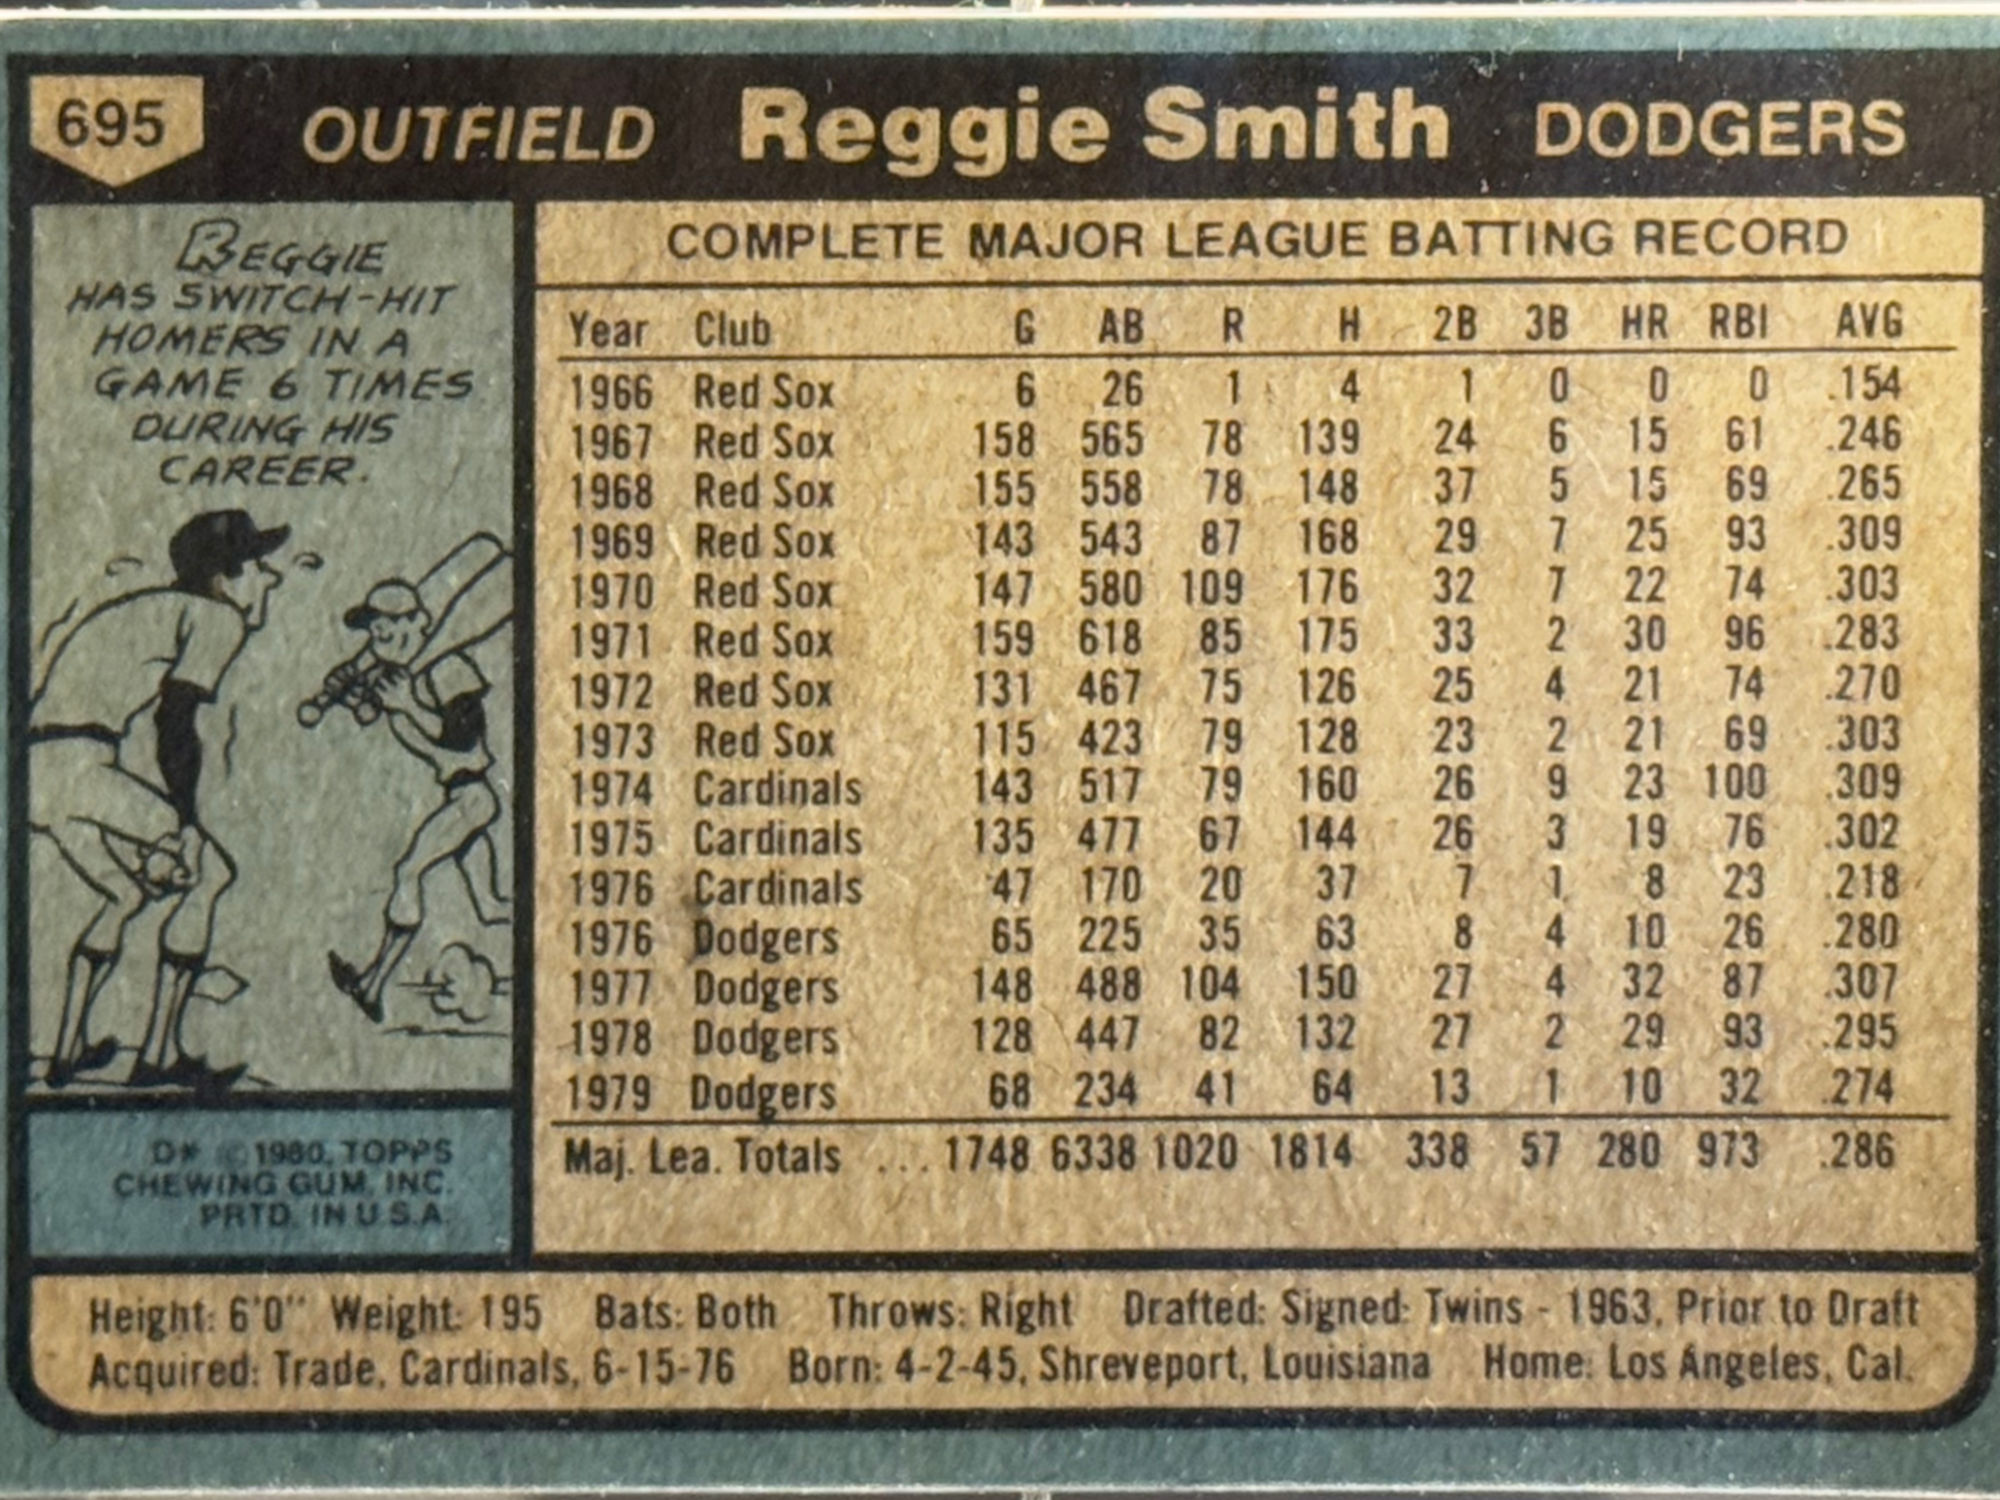 695 OUTFIELD Reggie Smith DODGERS
REGGIE
HAS SWITCH-HIT
HOMERS IN A
GAME 6 TIMES
DURING HIS
CAREER.
D* © 1980, TOPPS
CHEWING GUM, INC.
PRTD. IN U.S.A.
COMPLETE MAJOR LEAGUE BATTING RECORD
Year Club G AB R H 2B 3B HR RBI AVG
1966 Red Sox 6 26 1 4 1 0 0 0 .154
1967 Red Sox 158 565 78 139 24 6 15 61 .246
1968 Red Sox 155 558 78 148 37 5 15 69 .265
1969 Red Sox 143 543 87 168 29 7 25 93 .309
1970 Red Sox 147 580 109 176 32 7 22 74 .303
1971 Red Sox 159 618 85 175 33 2 30 96 .283
1972 Red Sox 131 467 75 126 25 4 21 74 .270
1973 Red Sox 115 423 79 128 23 2 21 69 .303
1974 Cardinals 143 517 79 160 26 9 23 100 .309
1975 Cardinals 135 477 67 144 26 3 19 76 .302
1976 Cardinals 47 170 20 37 7 1 8 23 .218
1976 Dodgers 65 225 35 63 8 4 10 26 .280
1977 Dodgers 148 488 104 150 27 4 32 87 .307
1978 Dodgers 128 447 82 132 27 2 29 93 .295
1979 Dodgers 68 234 41 64 13 1 10 32 .274
Maj. Lea. Totals ... 1748 6338 1020 1814 338 57 280 973 .286
Height: 6'0" Weight: 195 Bats: Both Throws: Right Drafted: Signed: Twins - 1963, Prior to Draft
Acquired: Trade, Cardinals, 6-15-76 Born: 4-2-45, Shreveport, Louisiana Home: Los Angeles, Cal.